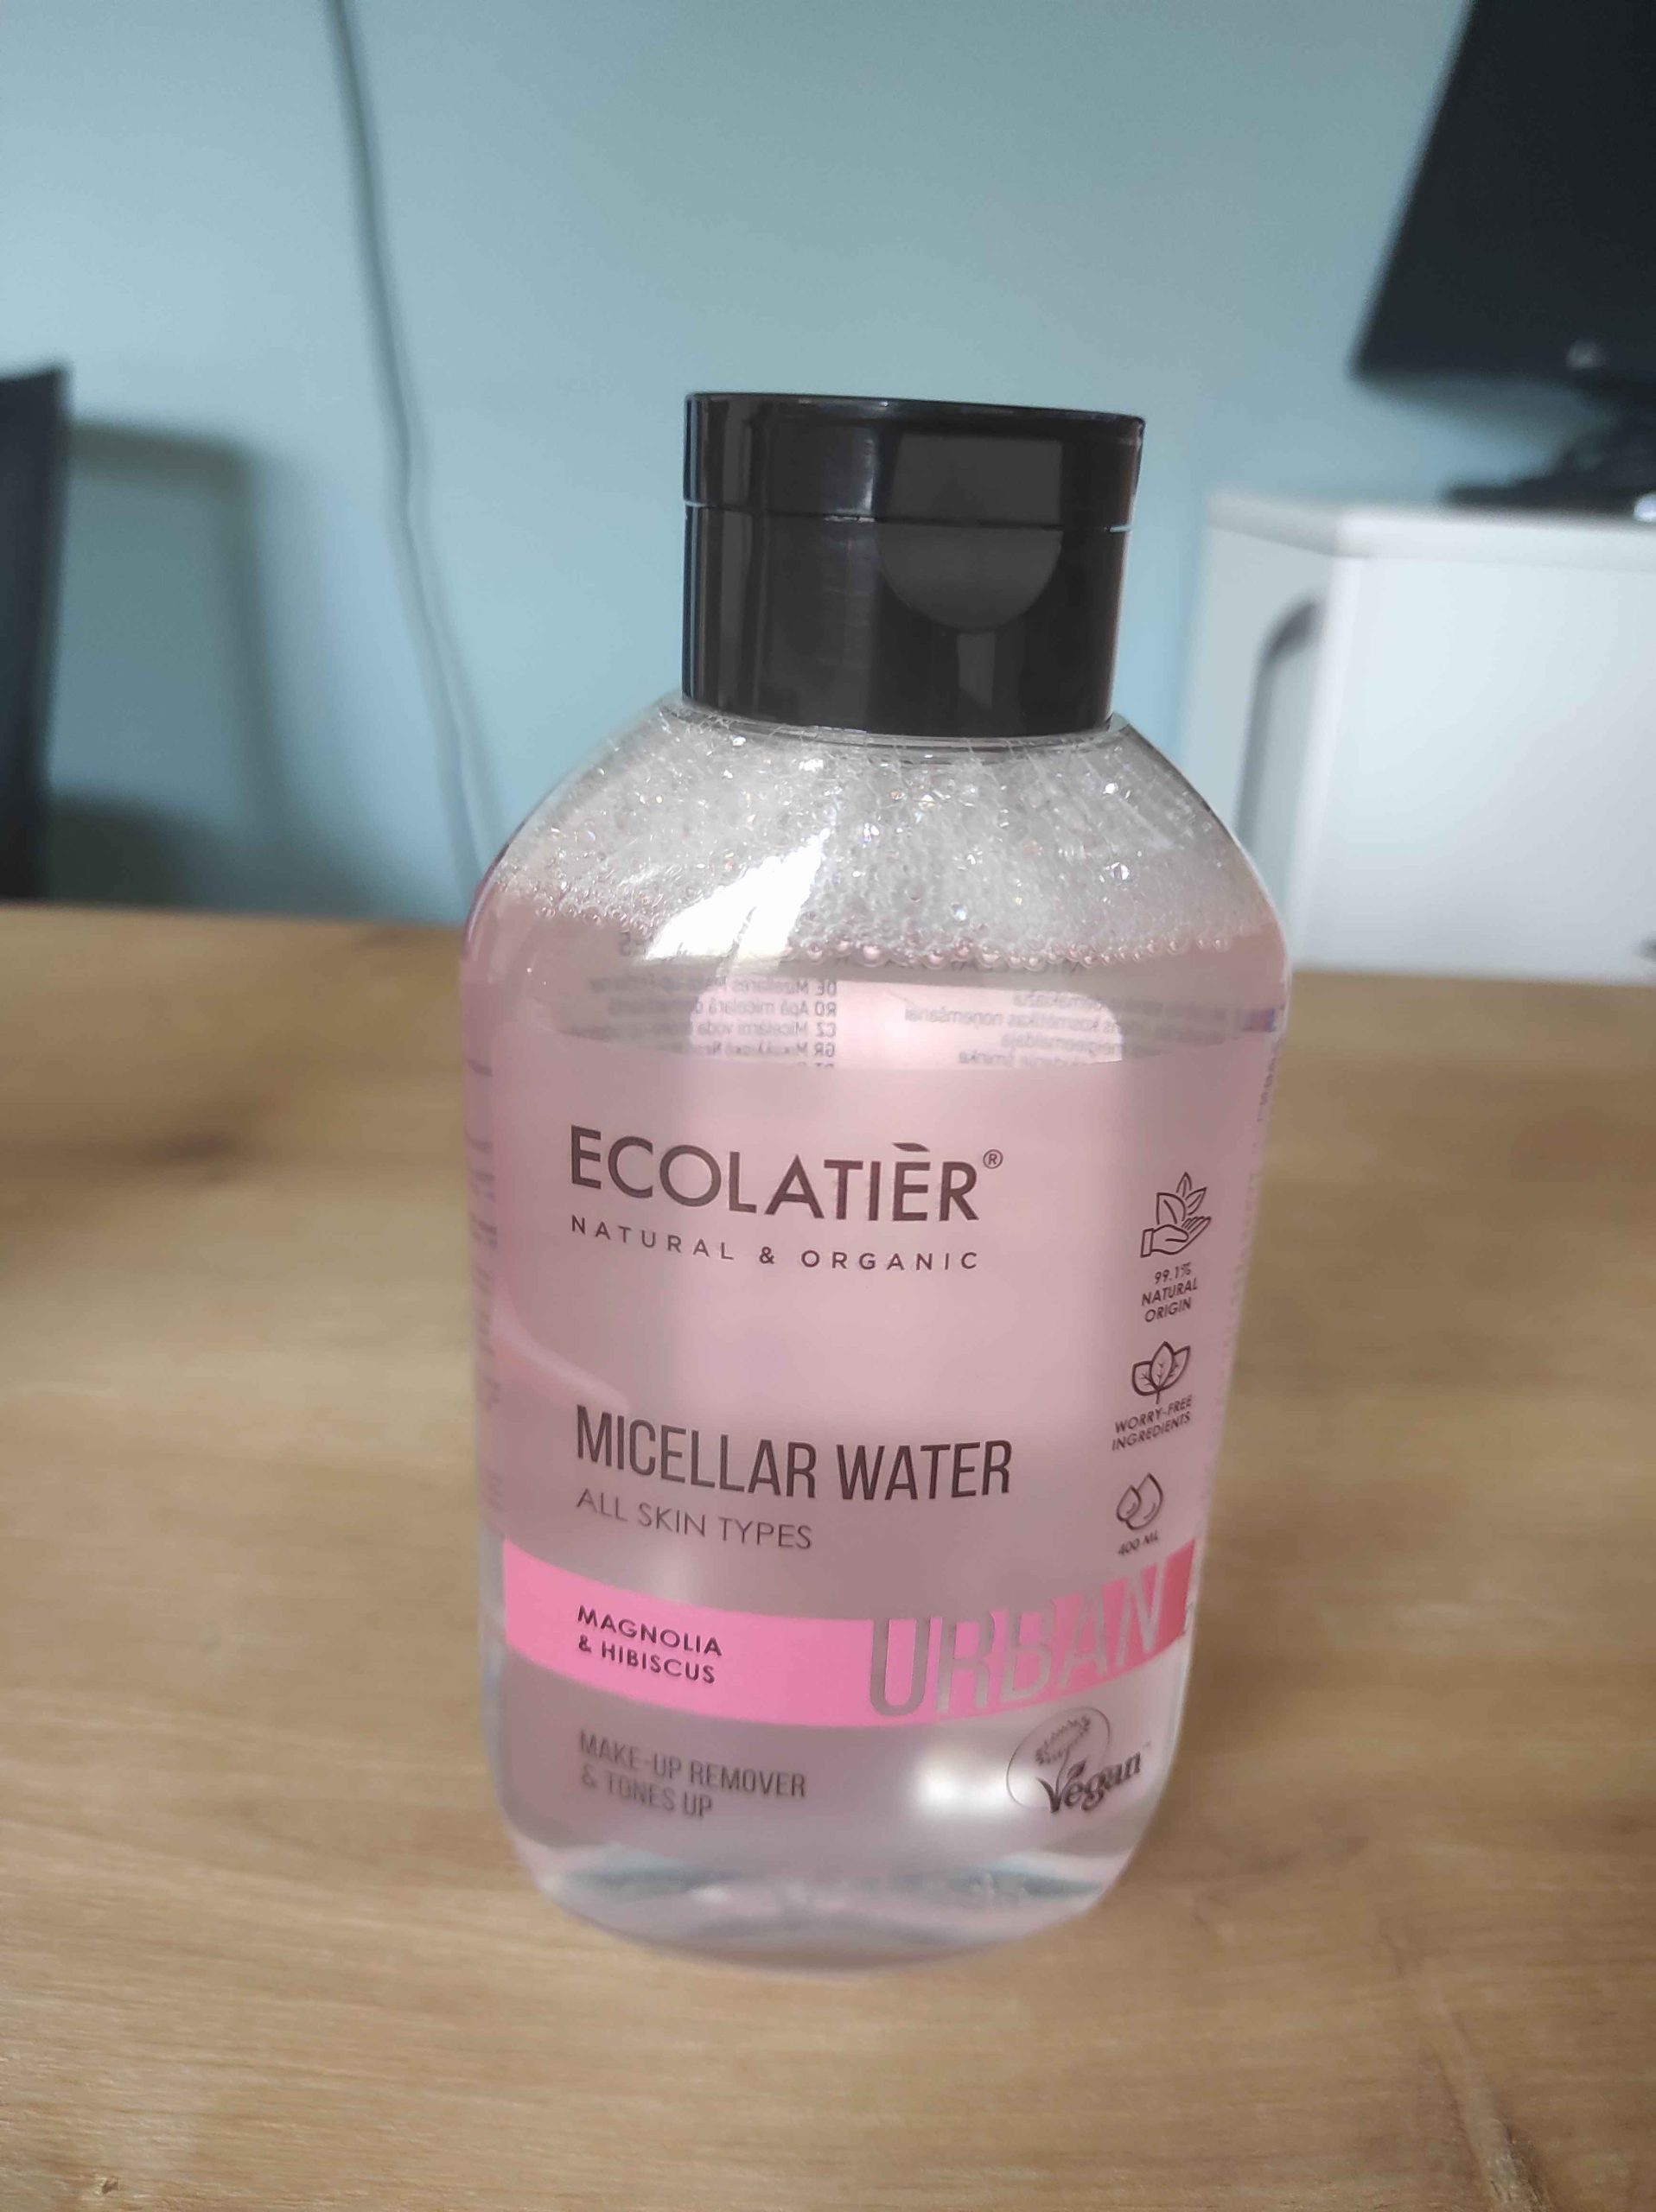 ECOLATIÈR®
NATURAL & ORGANIC
99.1%
NATURAL
ORIGIN
WORRY-FREE
INGREDIENTS
MICELLAR WATER
ALL SKIN TYPES
400 ML
MAGNOLIA
& HIBISCUS
URBAN
MAKE-UP REMOVER
& TONES UP
Vegan